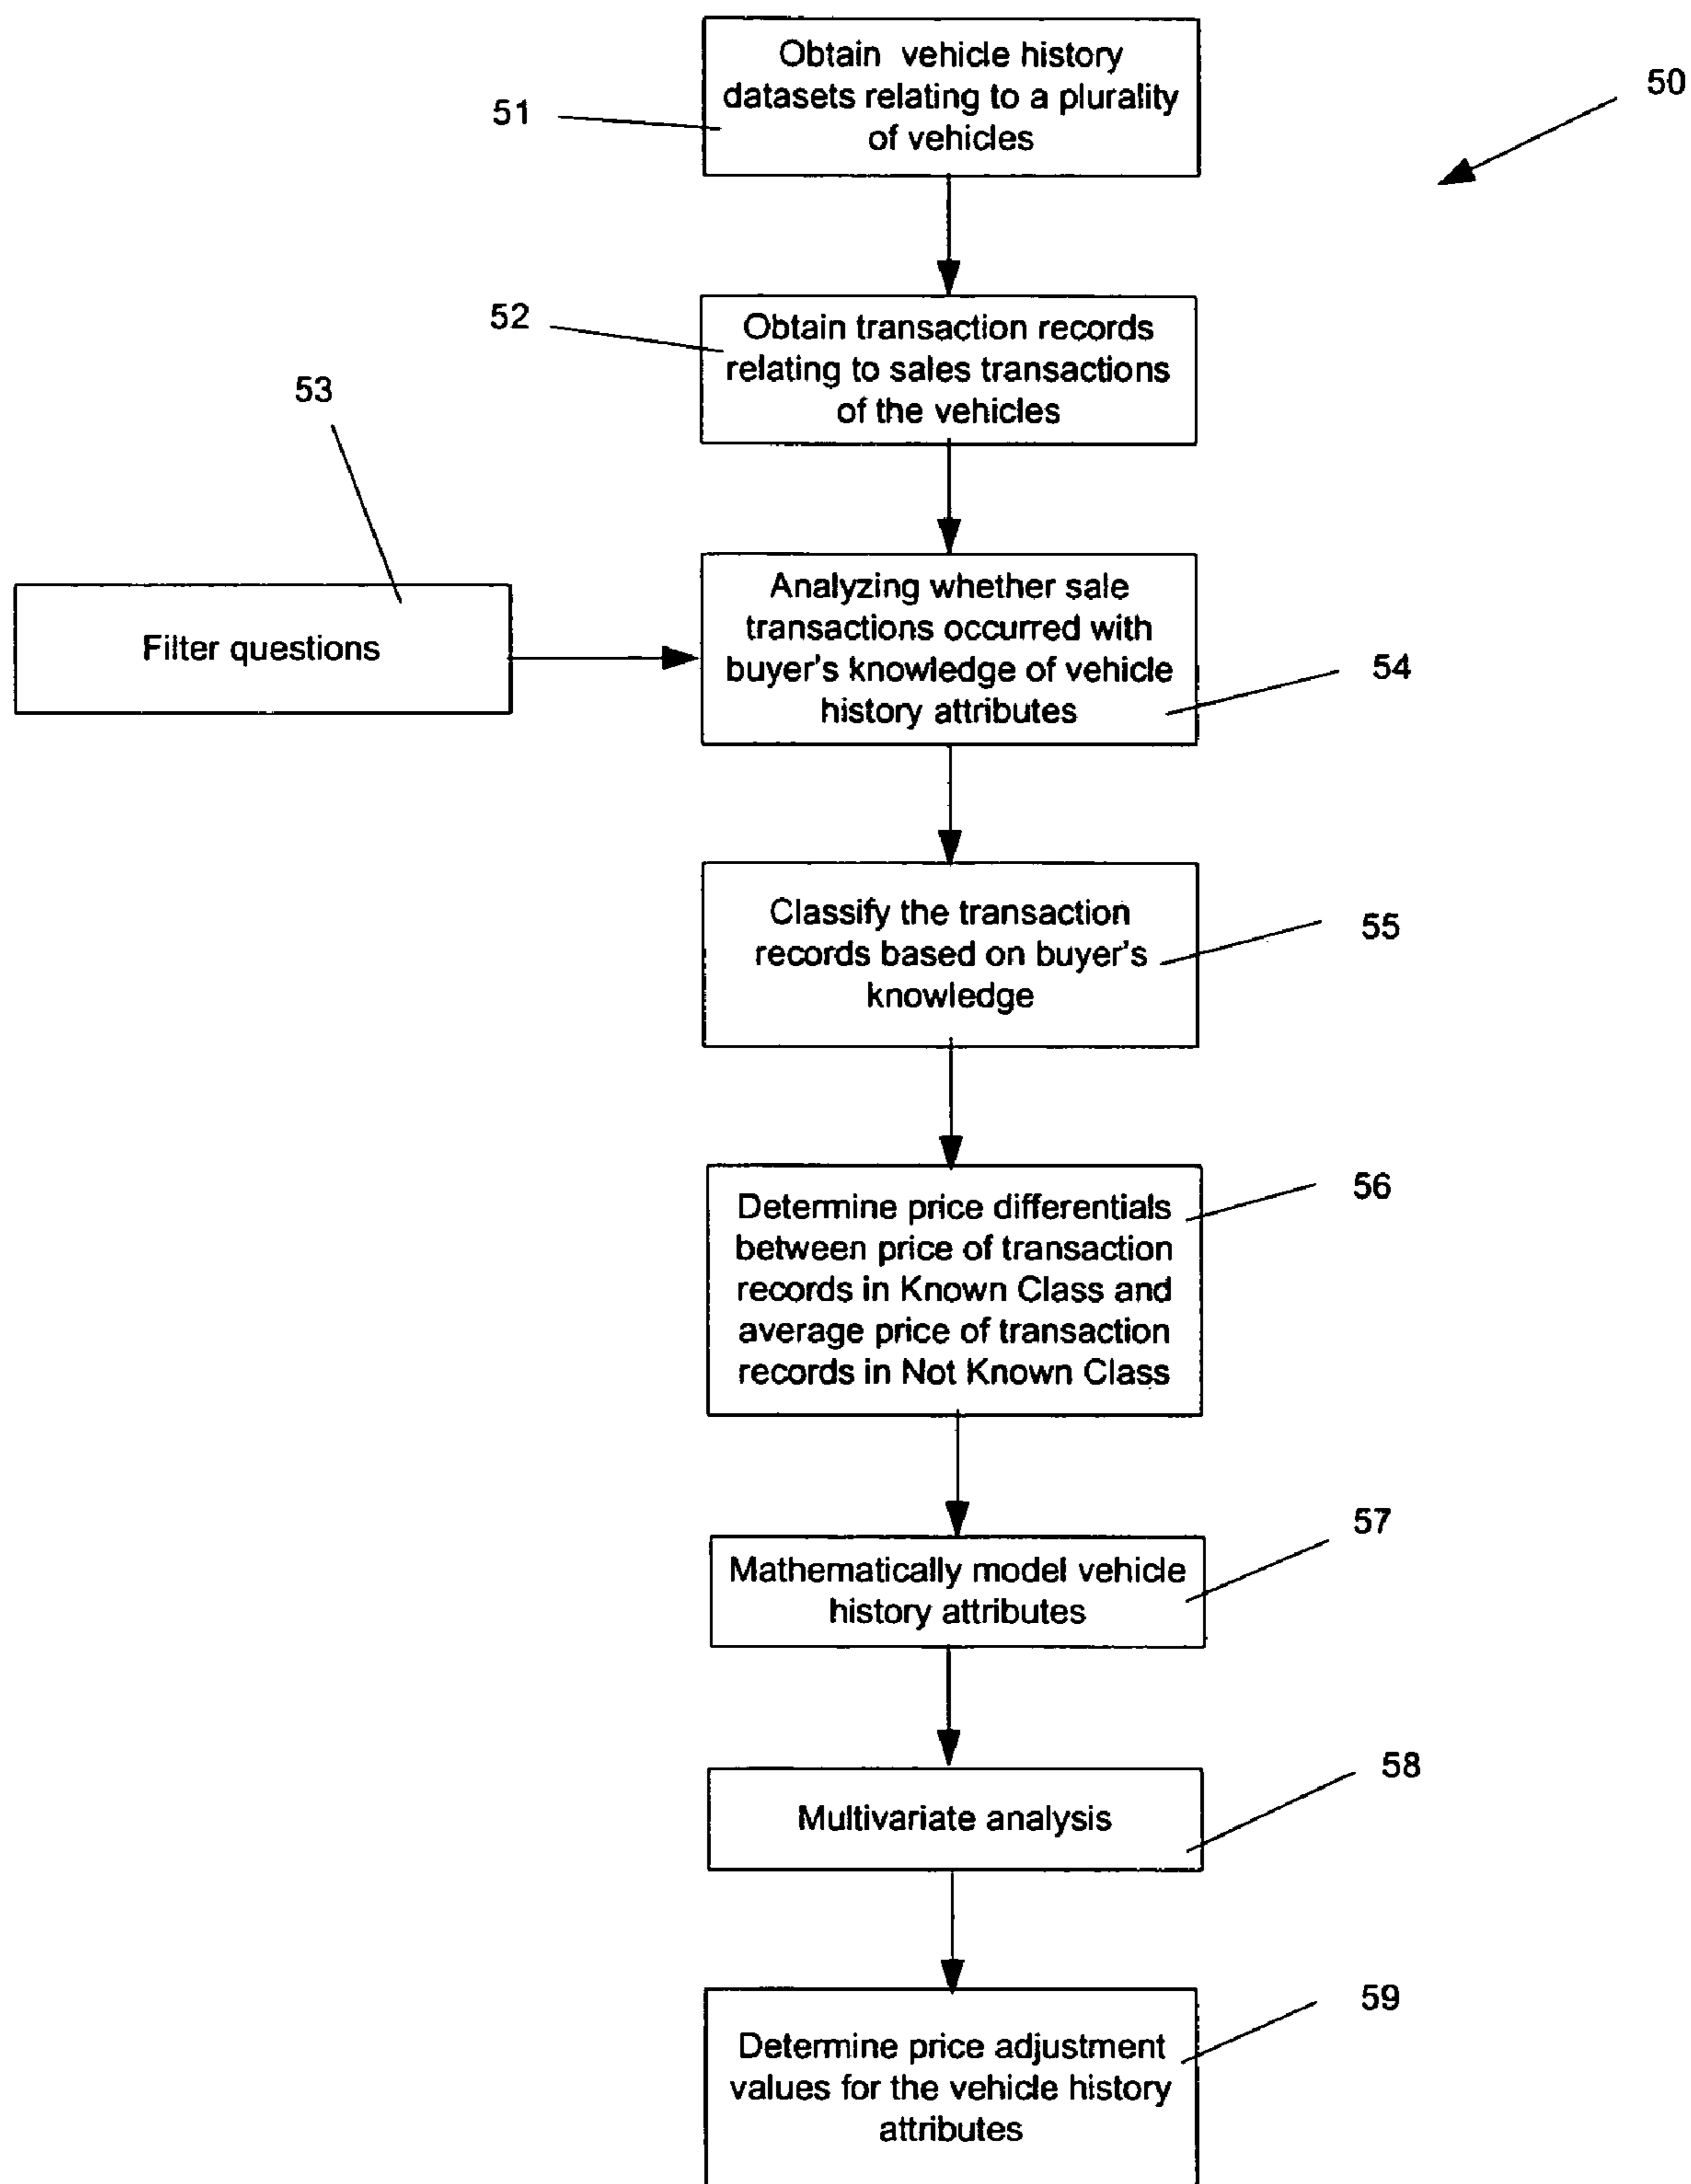 Obtain vehicle history
datasets relating to a plurality
of vehicles
50
51
52
Obtain transaction records
relating to sales transactions
of the vehicles
53
Filter questions
Analyzing whether sale
transactions occurred with
buyer's knowledge of vehicle
history attributes
54
Classify the transaction
records based on buyer's
knowledge
55
Determine price differentials
between price of transaction
records in Known Class and
average price of transaction
records in Not Known Class
56
Mathematically model vehicle
history attributes
57
Multivariate analysis
58
Determine price adjustment
values for the vehicle history
attributes
59